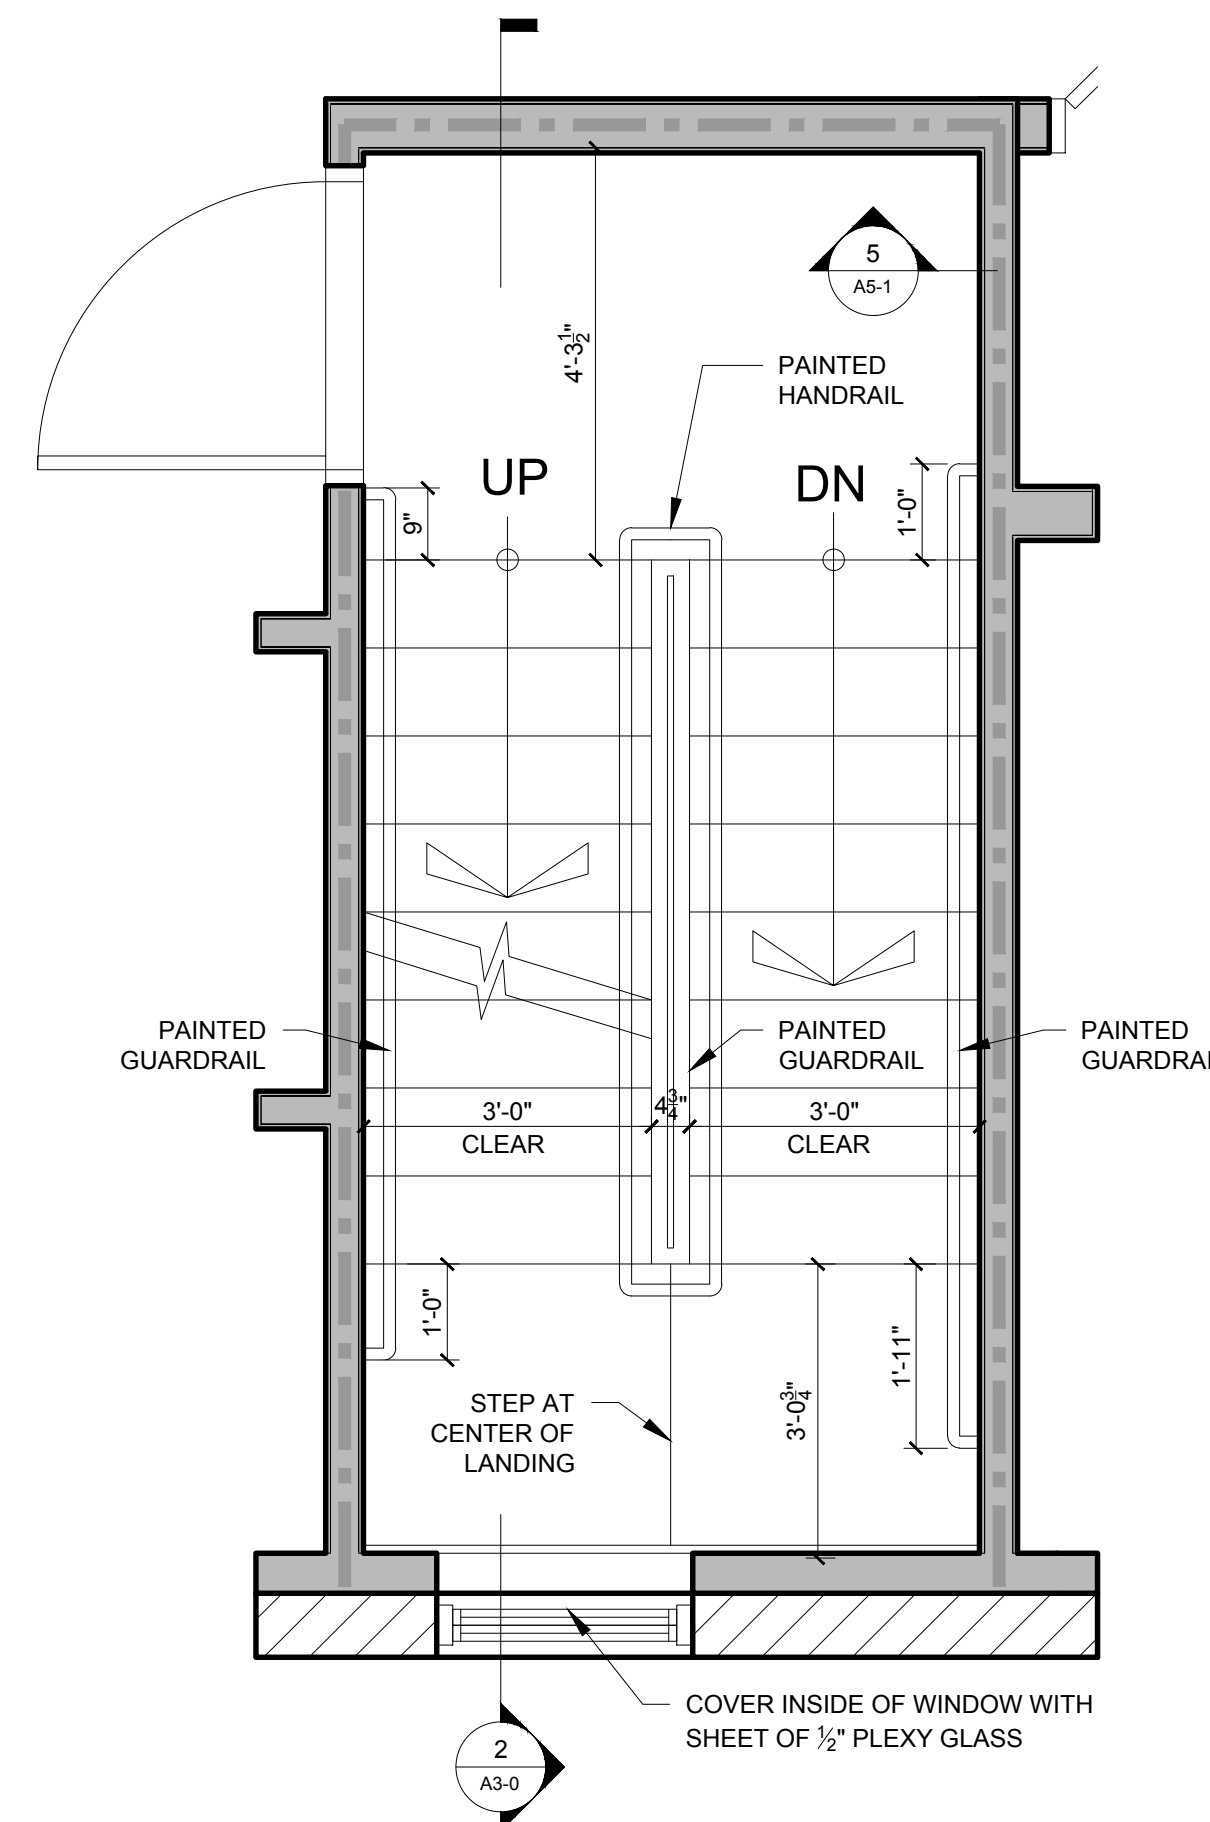 5
A5-1
4'-3½"
PAINTED
HANDRAIL
UP
DN
9"
1'-0"
PAINTED
GUARDRAIL
PAINTED
GUARDRAIL
PAINTED
GUARDRAI
3'-0"
CLEAR
4¾"
3'-0"
CLEAR
1'-0"
1'-11"
3'-0¾"
STEP AT
CENTER OF
LANDING
COVER INSIDE OF WINDOW WITH
SHEET OF ½" PLEXY GLASS
2
A3-0